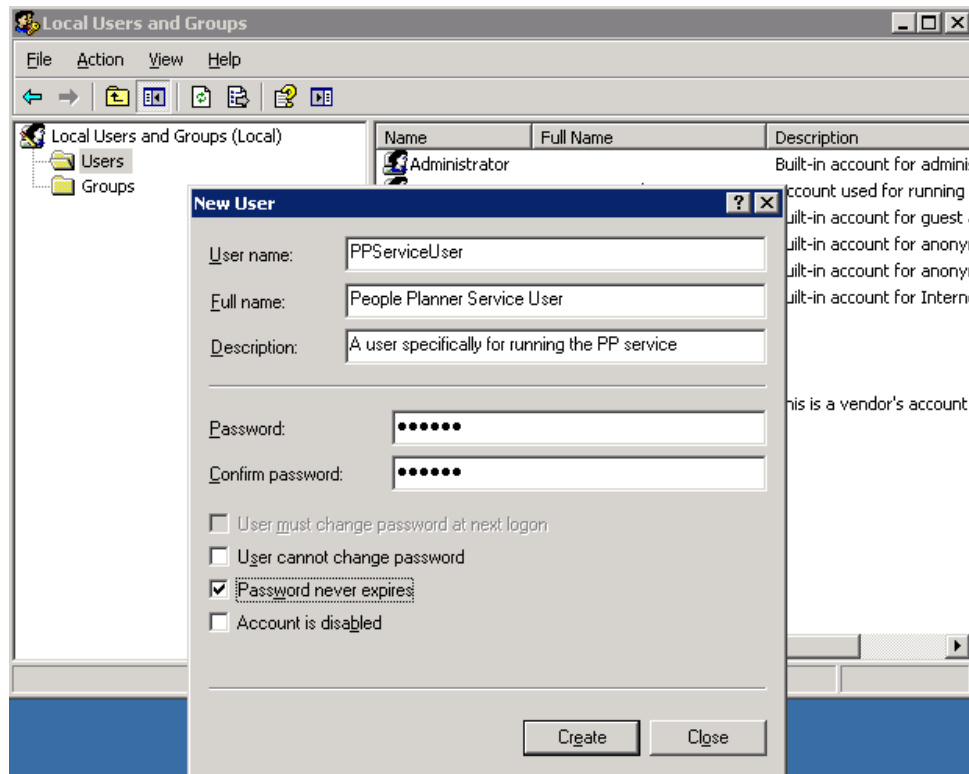 Local Users and Groups
File Action View Help
Local Users and Groups (Local)
Users
Groups
Name Full Name Description
Administrator Built-in account for adminis
account used for running
uilt-in account for guest
uilt-in account for anony
uilt-in account for anony
uilt-in account for Intern
his is a vendor's account
New User
User name: PPServiceUser
Full name: People Planner Service User
Description: A user specifically for running the PP service
Password: ●●●●●●
Confirm password: ●●●●●●
User must change password at next logon
User cannot change password
Password never expires
Account is disabled
Create Close